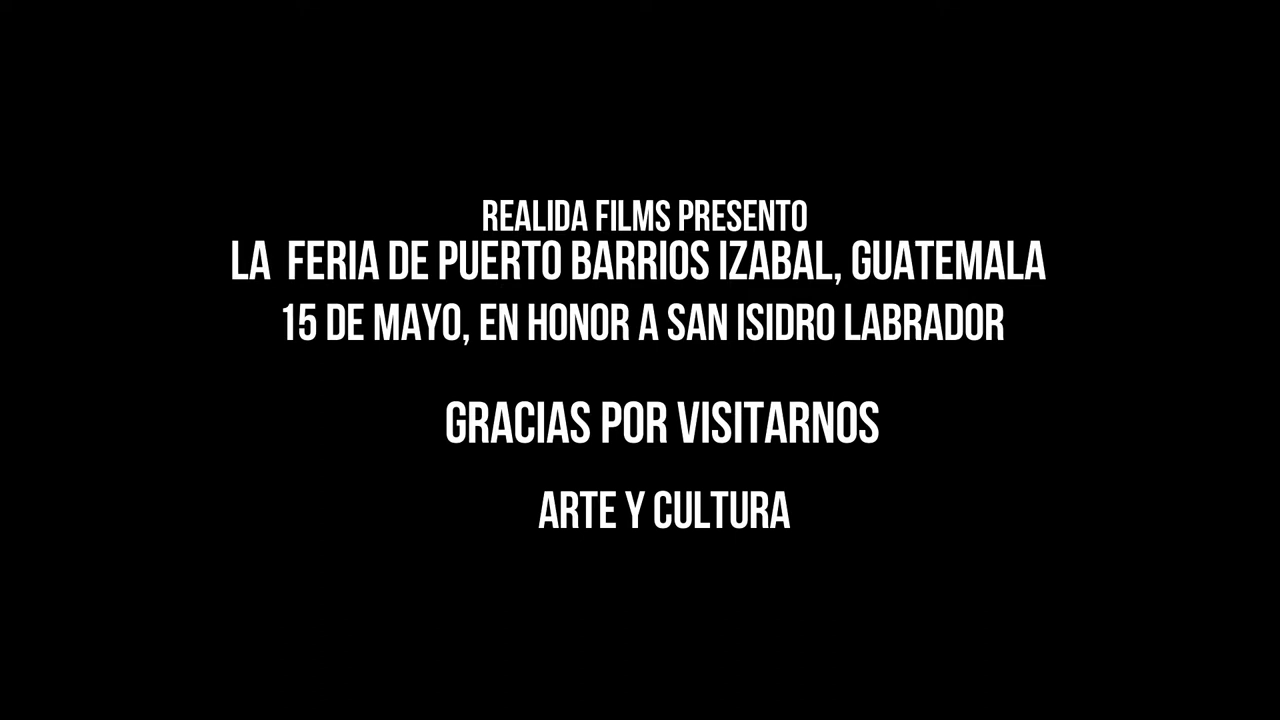 REALIDA FILMS PRESENTO
LA FERIA DE PUERTO BARRIOS IZABAL, GUATEMALA
15 DE MAYO, EN HONOR A SAN ISIDRO LABRADOR
GRACIAS POR VISITARNOS
ARTE Y CULTURA